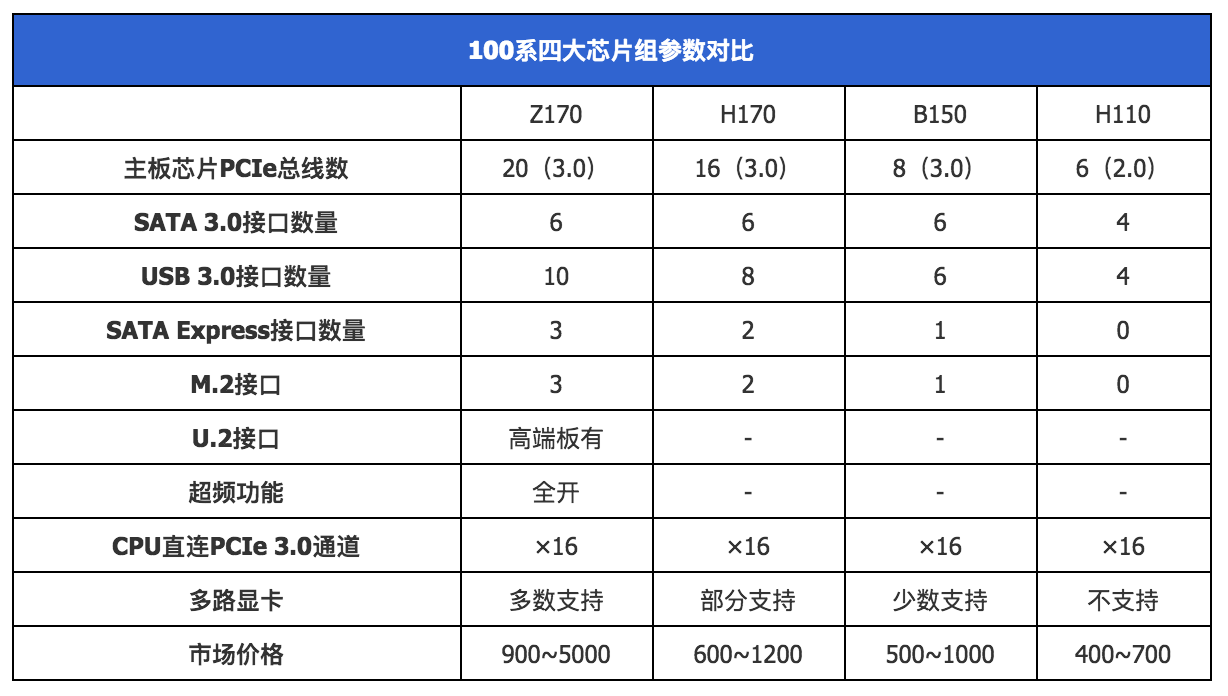 100系四大芯片组参数对比
Z170 H170 B150 H110
主板芯片PCIe总线数 20（3.0） 16（3.0） 8（3.0） 6（2.0）
SATA 3.0接口数量 6 6 6 4
USB 3.0接口数量 10 8 6 4
SATA Express接口数量 3 2 1 0
M.2接口 3 2 1 0
U.2接口 高端板有 - - -
超频功能 全开 - - -
CPU直连PCIe 3.0通道 ×16 ×16 ×16 ×16
多路显卡 多数支持 部分支持 少数支持 不支持
市场价格 900~5000 600~1200 500~1000 400~700